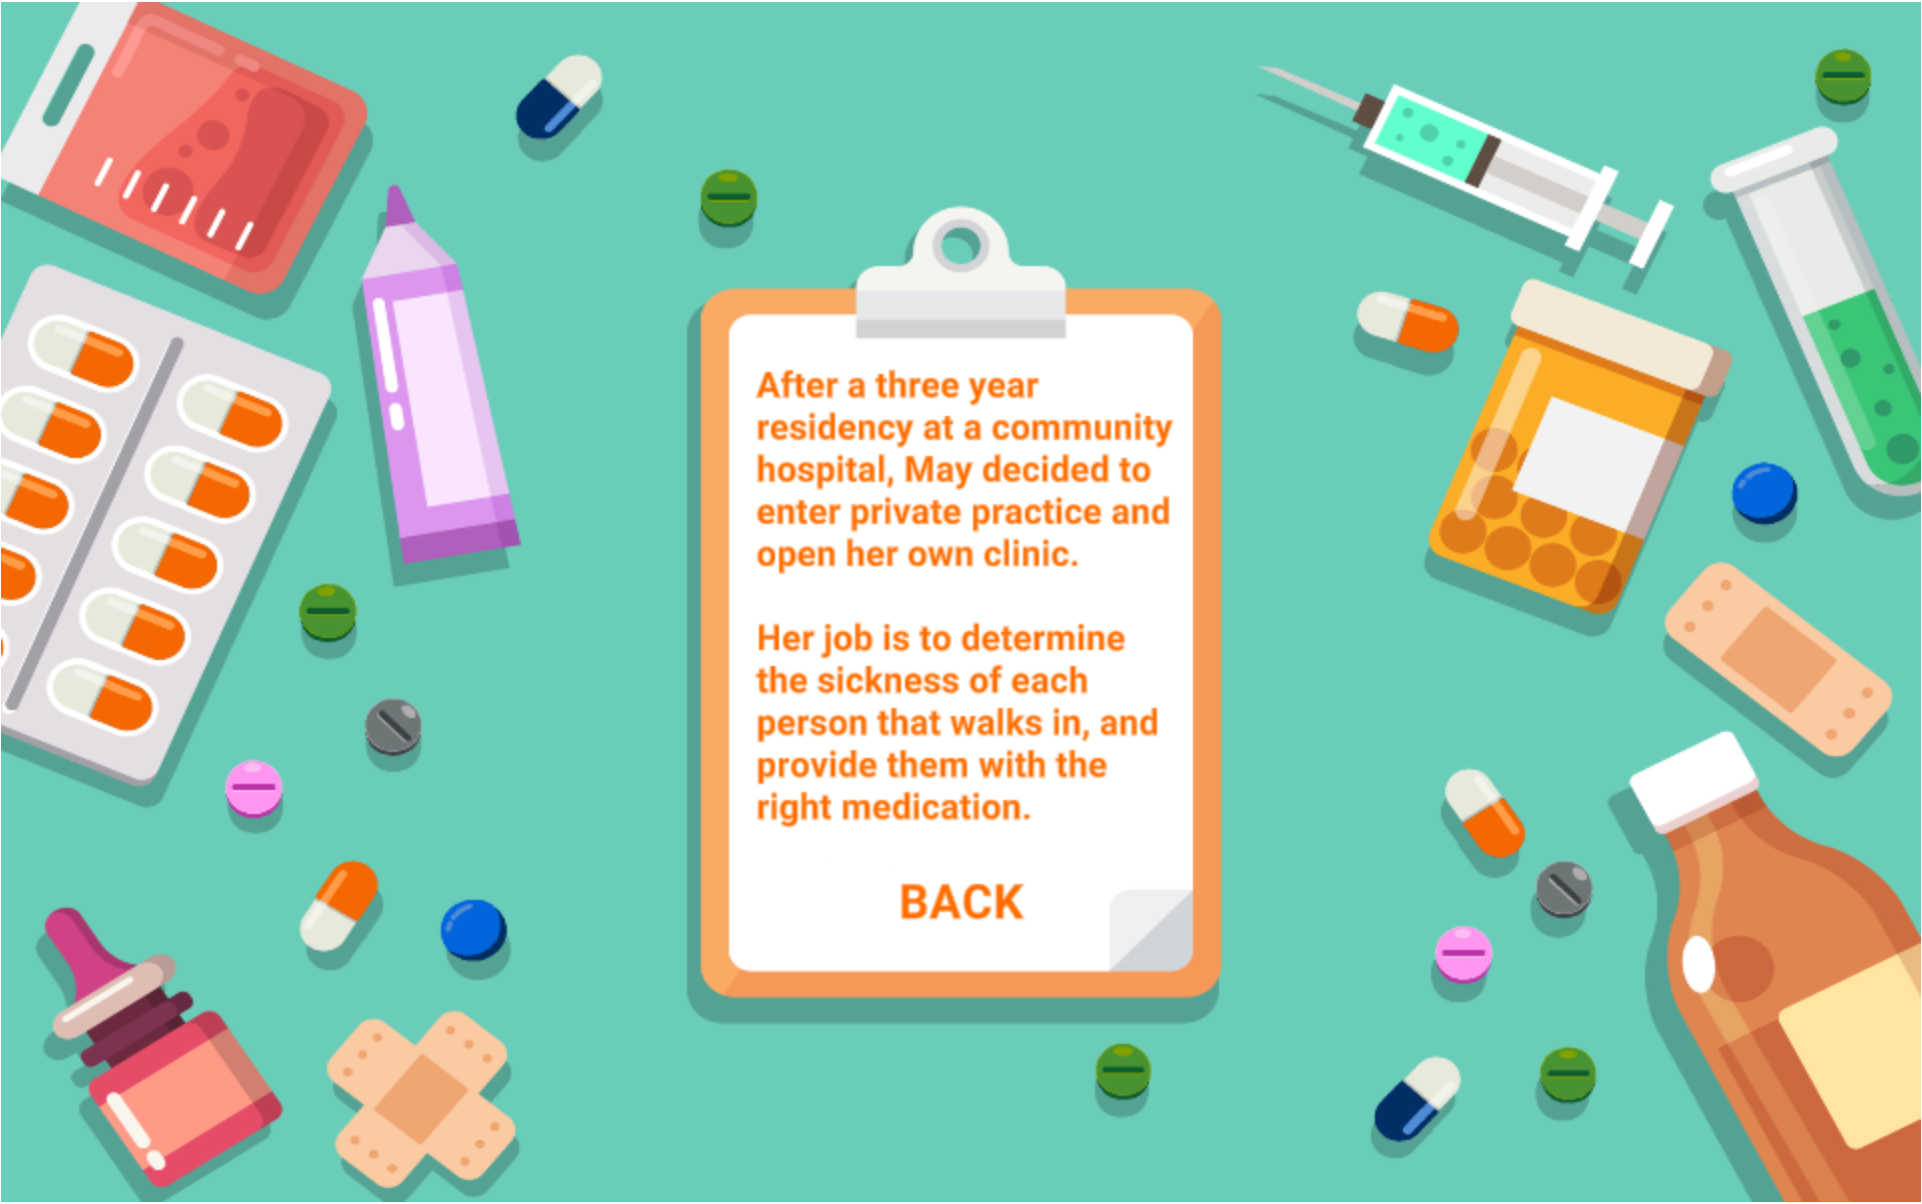 After a three year
residency at a community
hospital, May decided to
enter private practice and
open her own clinic.
Her job is to determine
the sickness of each
person that walks in, and
provide them with the
right medication.
BACK